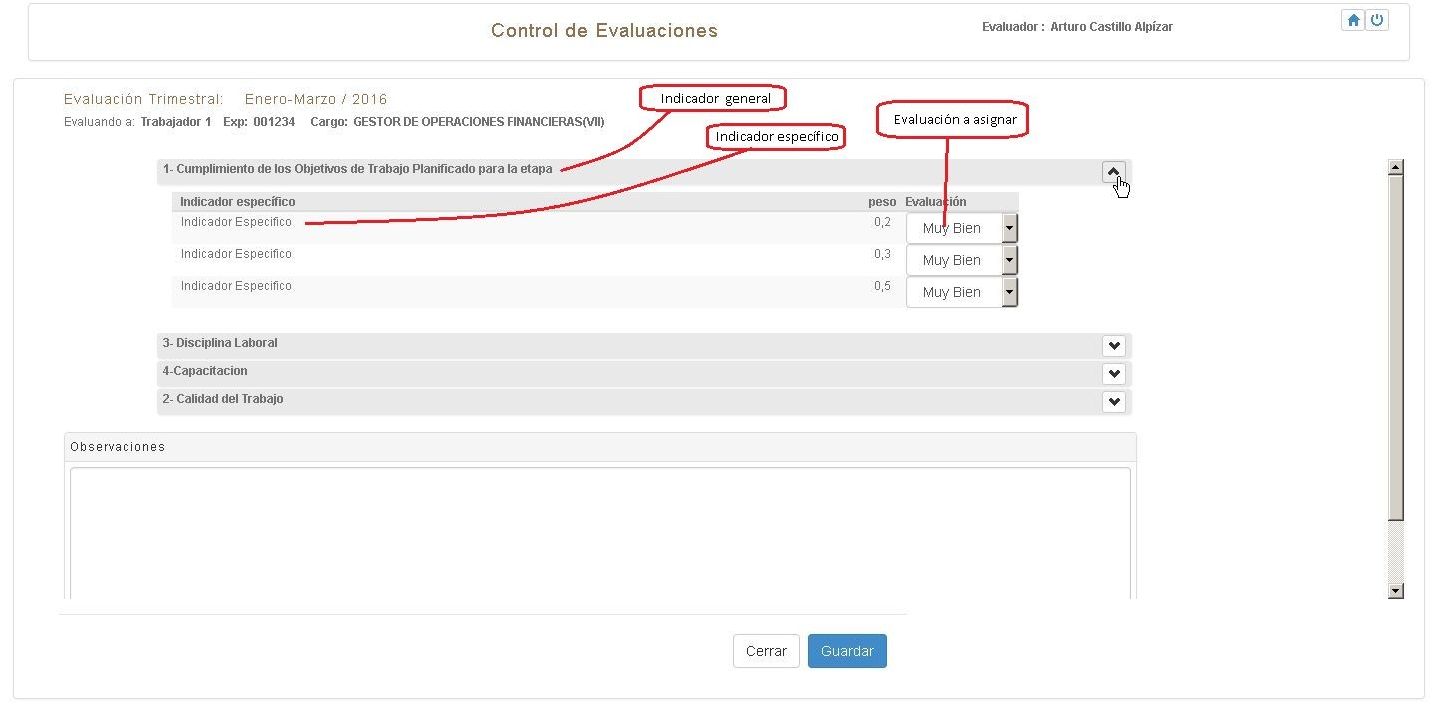 Control de Evaluaciones
Evaluador : Arturo Castillo Alpízar
Evaluación Trimestral: Enero-Marzo / 2016
Indicador general
Evaluación a asignar
Evaluando a: Trabajador 1 Exp: 001234 Cargo: GESTOR DE OPERACIONES FINANCIERAS(VII)
Indicador específico
1- Cumplimiento de los Objetivos de Trabajo Planificado para la etapa
Indicador específico peso Evaluación
Indicador Especifico 0,2 Muy Bien
Indicador Especifico 0,3 Muy Bien
Indicador Especifico 0,5 Muy Bien
3- Disciplina Laboral
4-Capacitacion
2- Calidad del Trabajo
Observaciones
Cerrar Guardar